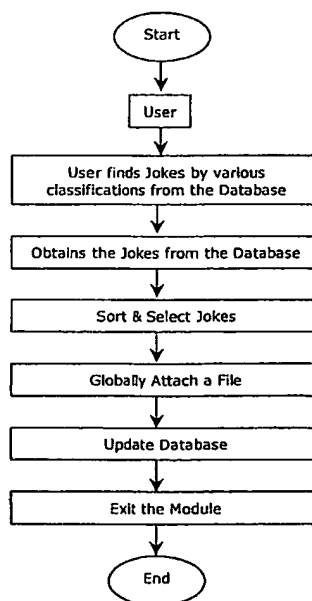 Start
User
User finds Jokes by various
classifications from the Database
Obtains the Jokes from the Database
Sort & Select Jokes
Globally Attach a File
Update Database
Exit the Module
End